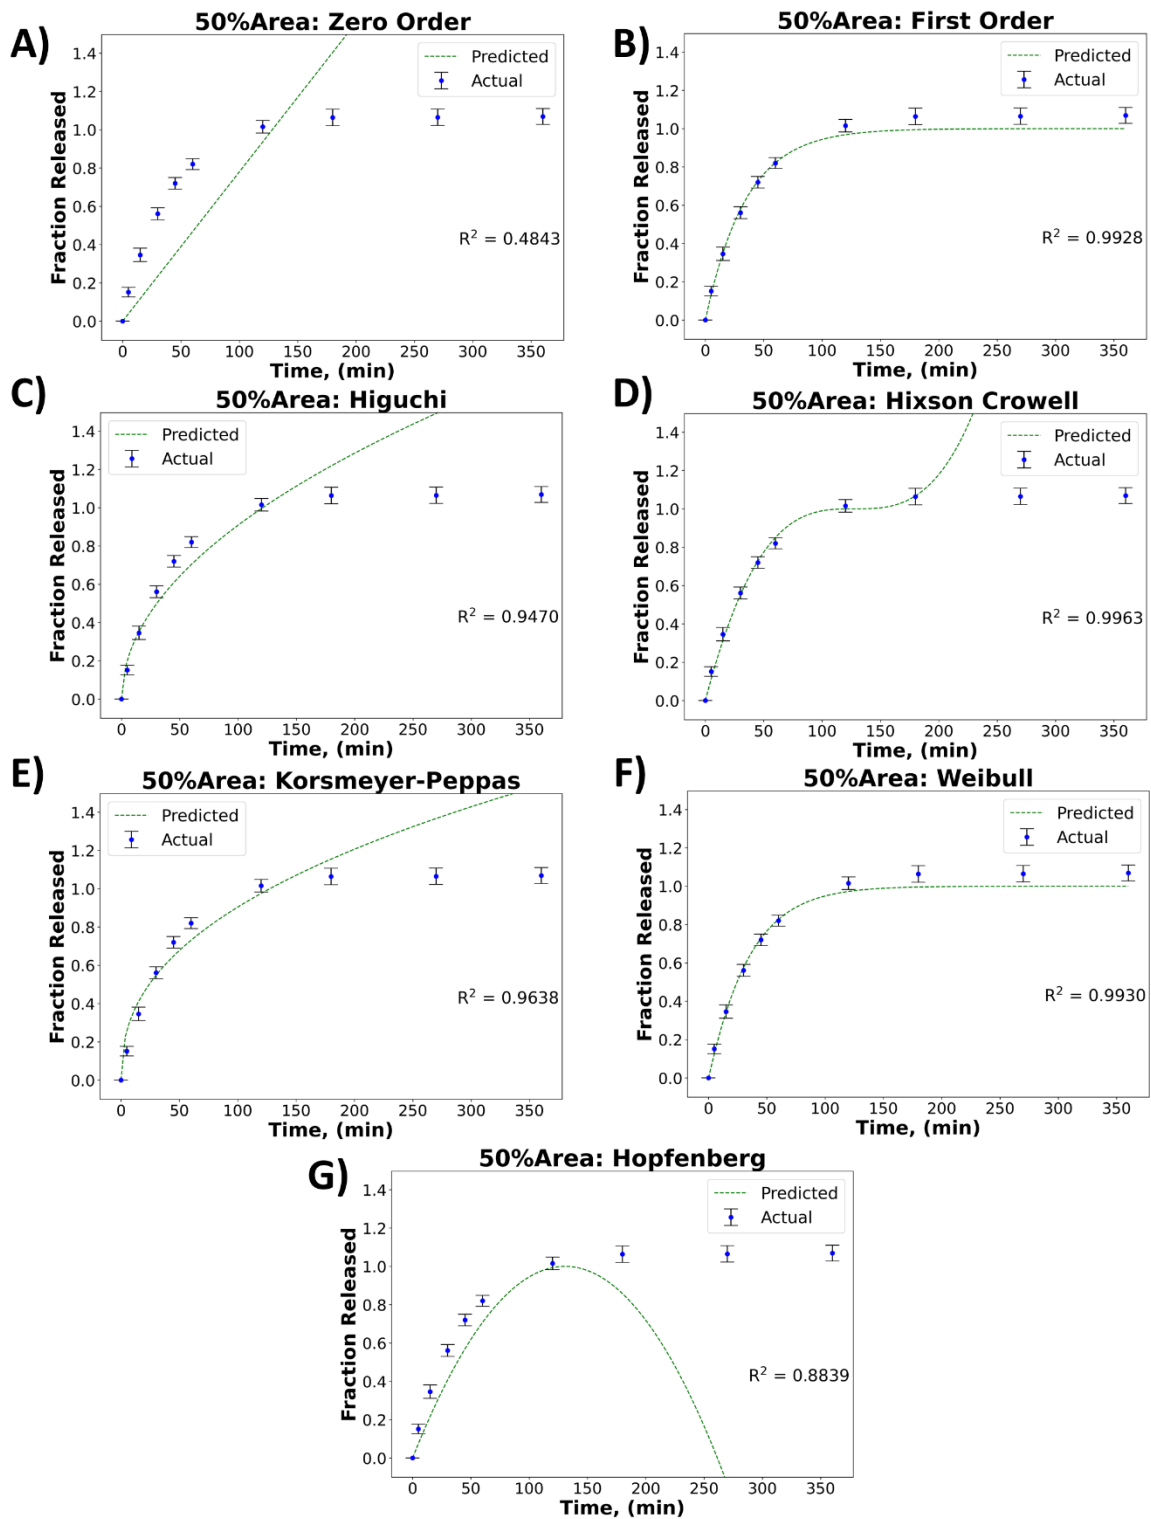 A)
50%Area: Zero Order
Fraction Released
1.4
1.2
1.0
0.8
0.6
0.4
0.2
0.0
Predicted
Actual
R² = 0.4843
0 50 100 150 200 250 300 350
Time, (min)
B)
50%Area: First Order
Fraction Released
1.4
1.2
1.0
0.8
0.6
0.4
0.2
0.0
Predicted
Actual
R² = 0.9928
0 50 100 150 200 250 300 350
Time, (min)
C)
50%Area: Higuchi
Fraction Released
1.4
1.2
1.0
0.8
0.6
0.4
0.2
0.0
Predicted
Actual
R² = 0.9470
0 50 100 150 200 250 300 350
Time, (min)
D)
50%Area: Hixson Crowell
Fraction Released
1.4
1.2
1.0
0.8
0.6
0.4
0.2
0.0
Predicted
Actual
R² = 0.9963
0 50 100 150 200 250 300 350
Time, (min)
E)
50%Area: Korsmeyer-Peppas
Fraction Released
1.4
1.2
1.0
0.8
0.6
0.4
0.2
0.0
Predicted
Actual
R² = 0.9638
0 50 100 150 200 250 300 350
Time, (min)
F)
50%Area: Weibull
Fraction Released
1.4
1.2
1.0
0.8
0.6
0.4
0.2
0.0
Predicted
Actual
R² = 0.9930
0 50 100 150 200 250 300 350
Time, (min)
G)
50%Area: Hopfenberg
Fraction Released
1.4
1.2
1.0
0.8
0.6
0.4
0.2
0.0
Predicted
Actual
R² = 0.8839
0 50 100 150 200 250 300 350
Time, (min)